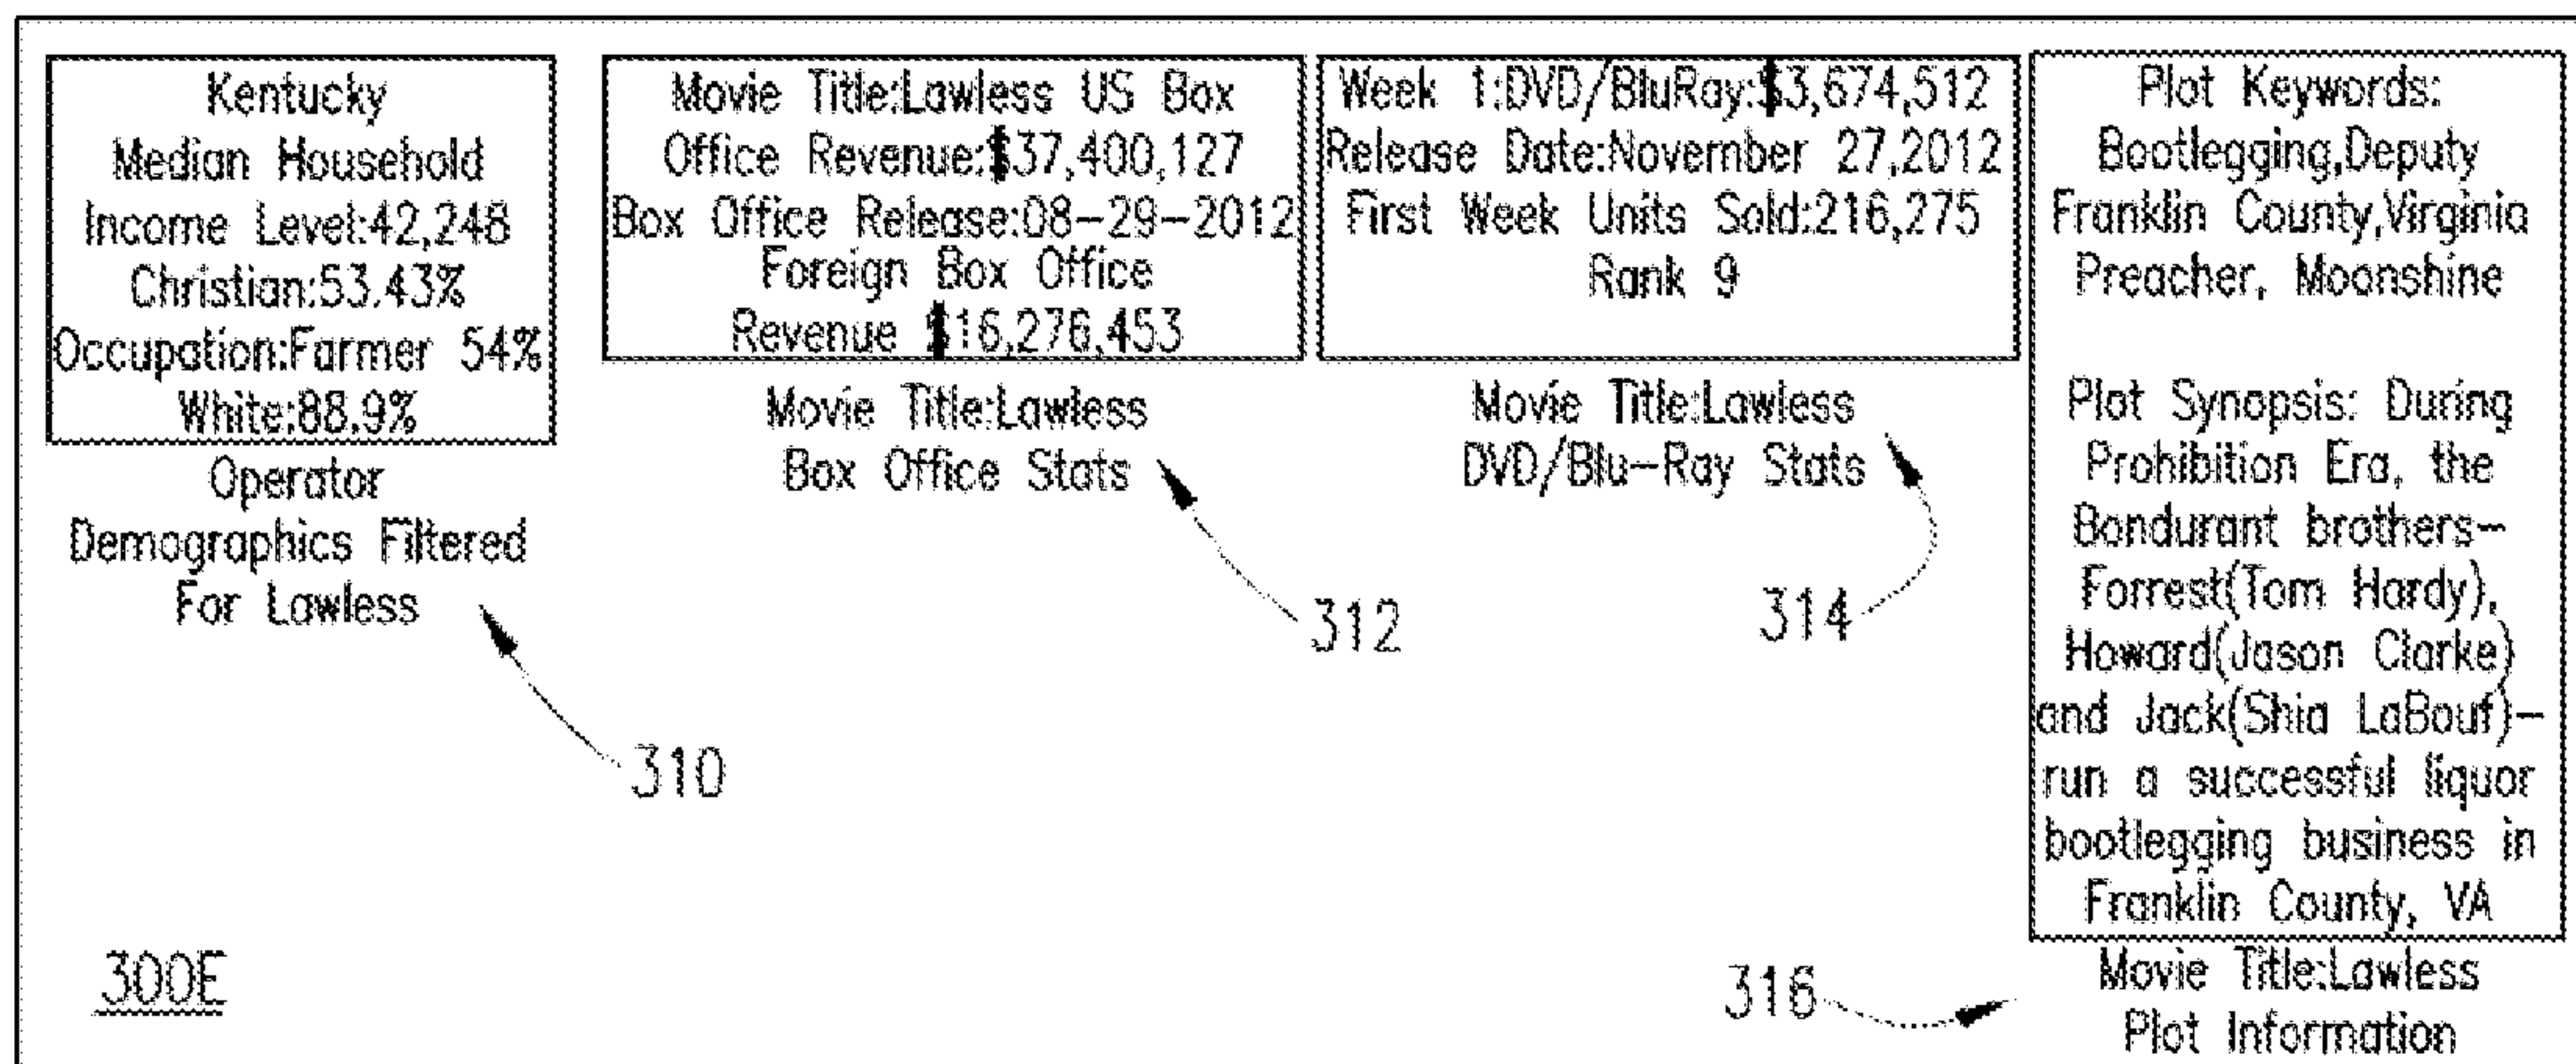 Kentucky
Median Household
Income Level:42,248
Christian:53.43%
Occupation:Farmer 54%
White:88.9%
Operator
Demographics Filtered
For Lawless
310
Movie Title:Lawless US Box
Office Revenue:$37,400,127
Box Office Release:08-29-2012
Foreign Box Office
Revenue $16,276,453
Movie Title:Lawless
Box Office Stats
312
Week 1:DVD/BluRay:$3,674,512
Release Date:November 27,2012
First Week Units Sold:216,275
Rank 9
Movie Title:Lawless
DVD/Blu-Ray Stats
314
Plot Keywords:
Bootlegging,Deputy
Franklin County,Virginia
Preacher, Moonshine
Plot Synopsis: During
Prohibition Era, the
Bondurant brothers-
Forrest(Tom Hardy),
Howard(Jason Clarke)
and Jack(Shia LaBouf)-
run a successful liquor
bootlegging business in
Franklin County, VA
Movie Title:Lawless
Plot Information
316
300E